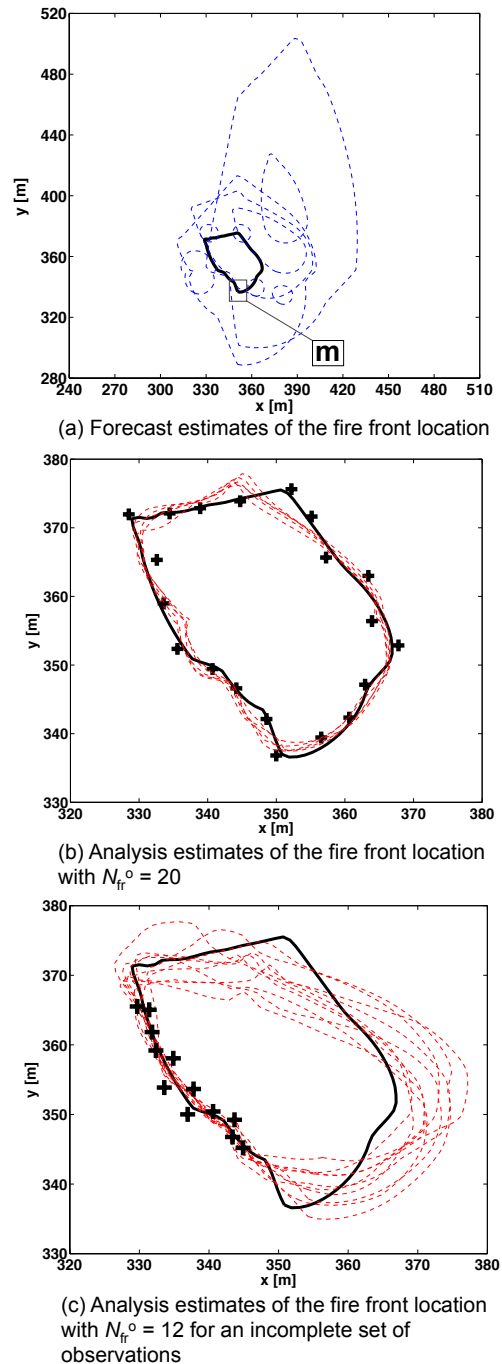 520
480
440
400
360
320
280
y [m]
m
240 270 300 330 360 390 420 450 480 510
x [m]
(a) Forecast estimates of the fire front location
380
370
360
350
340
330
y [m]
320 330 340 350 360 370 380
x [m]
(b) Analysis estimates of the fire front location
with Nfrᵒ = 20
380
370
360
350
340
330
y [m]
320 330 340 350 360 370 380
x [m]
(c) Analysis estimates of the fire front location
with Nfrᵒ = 12 for an incomplete set of
observations